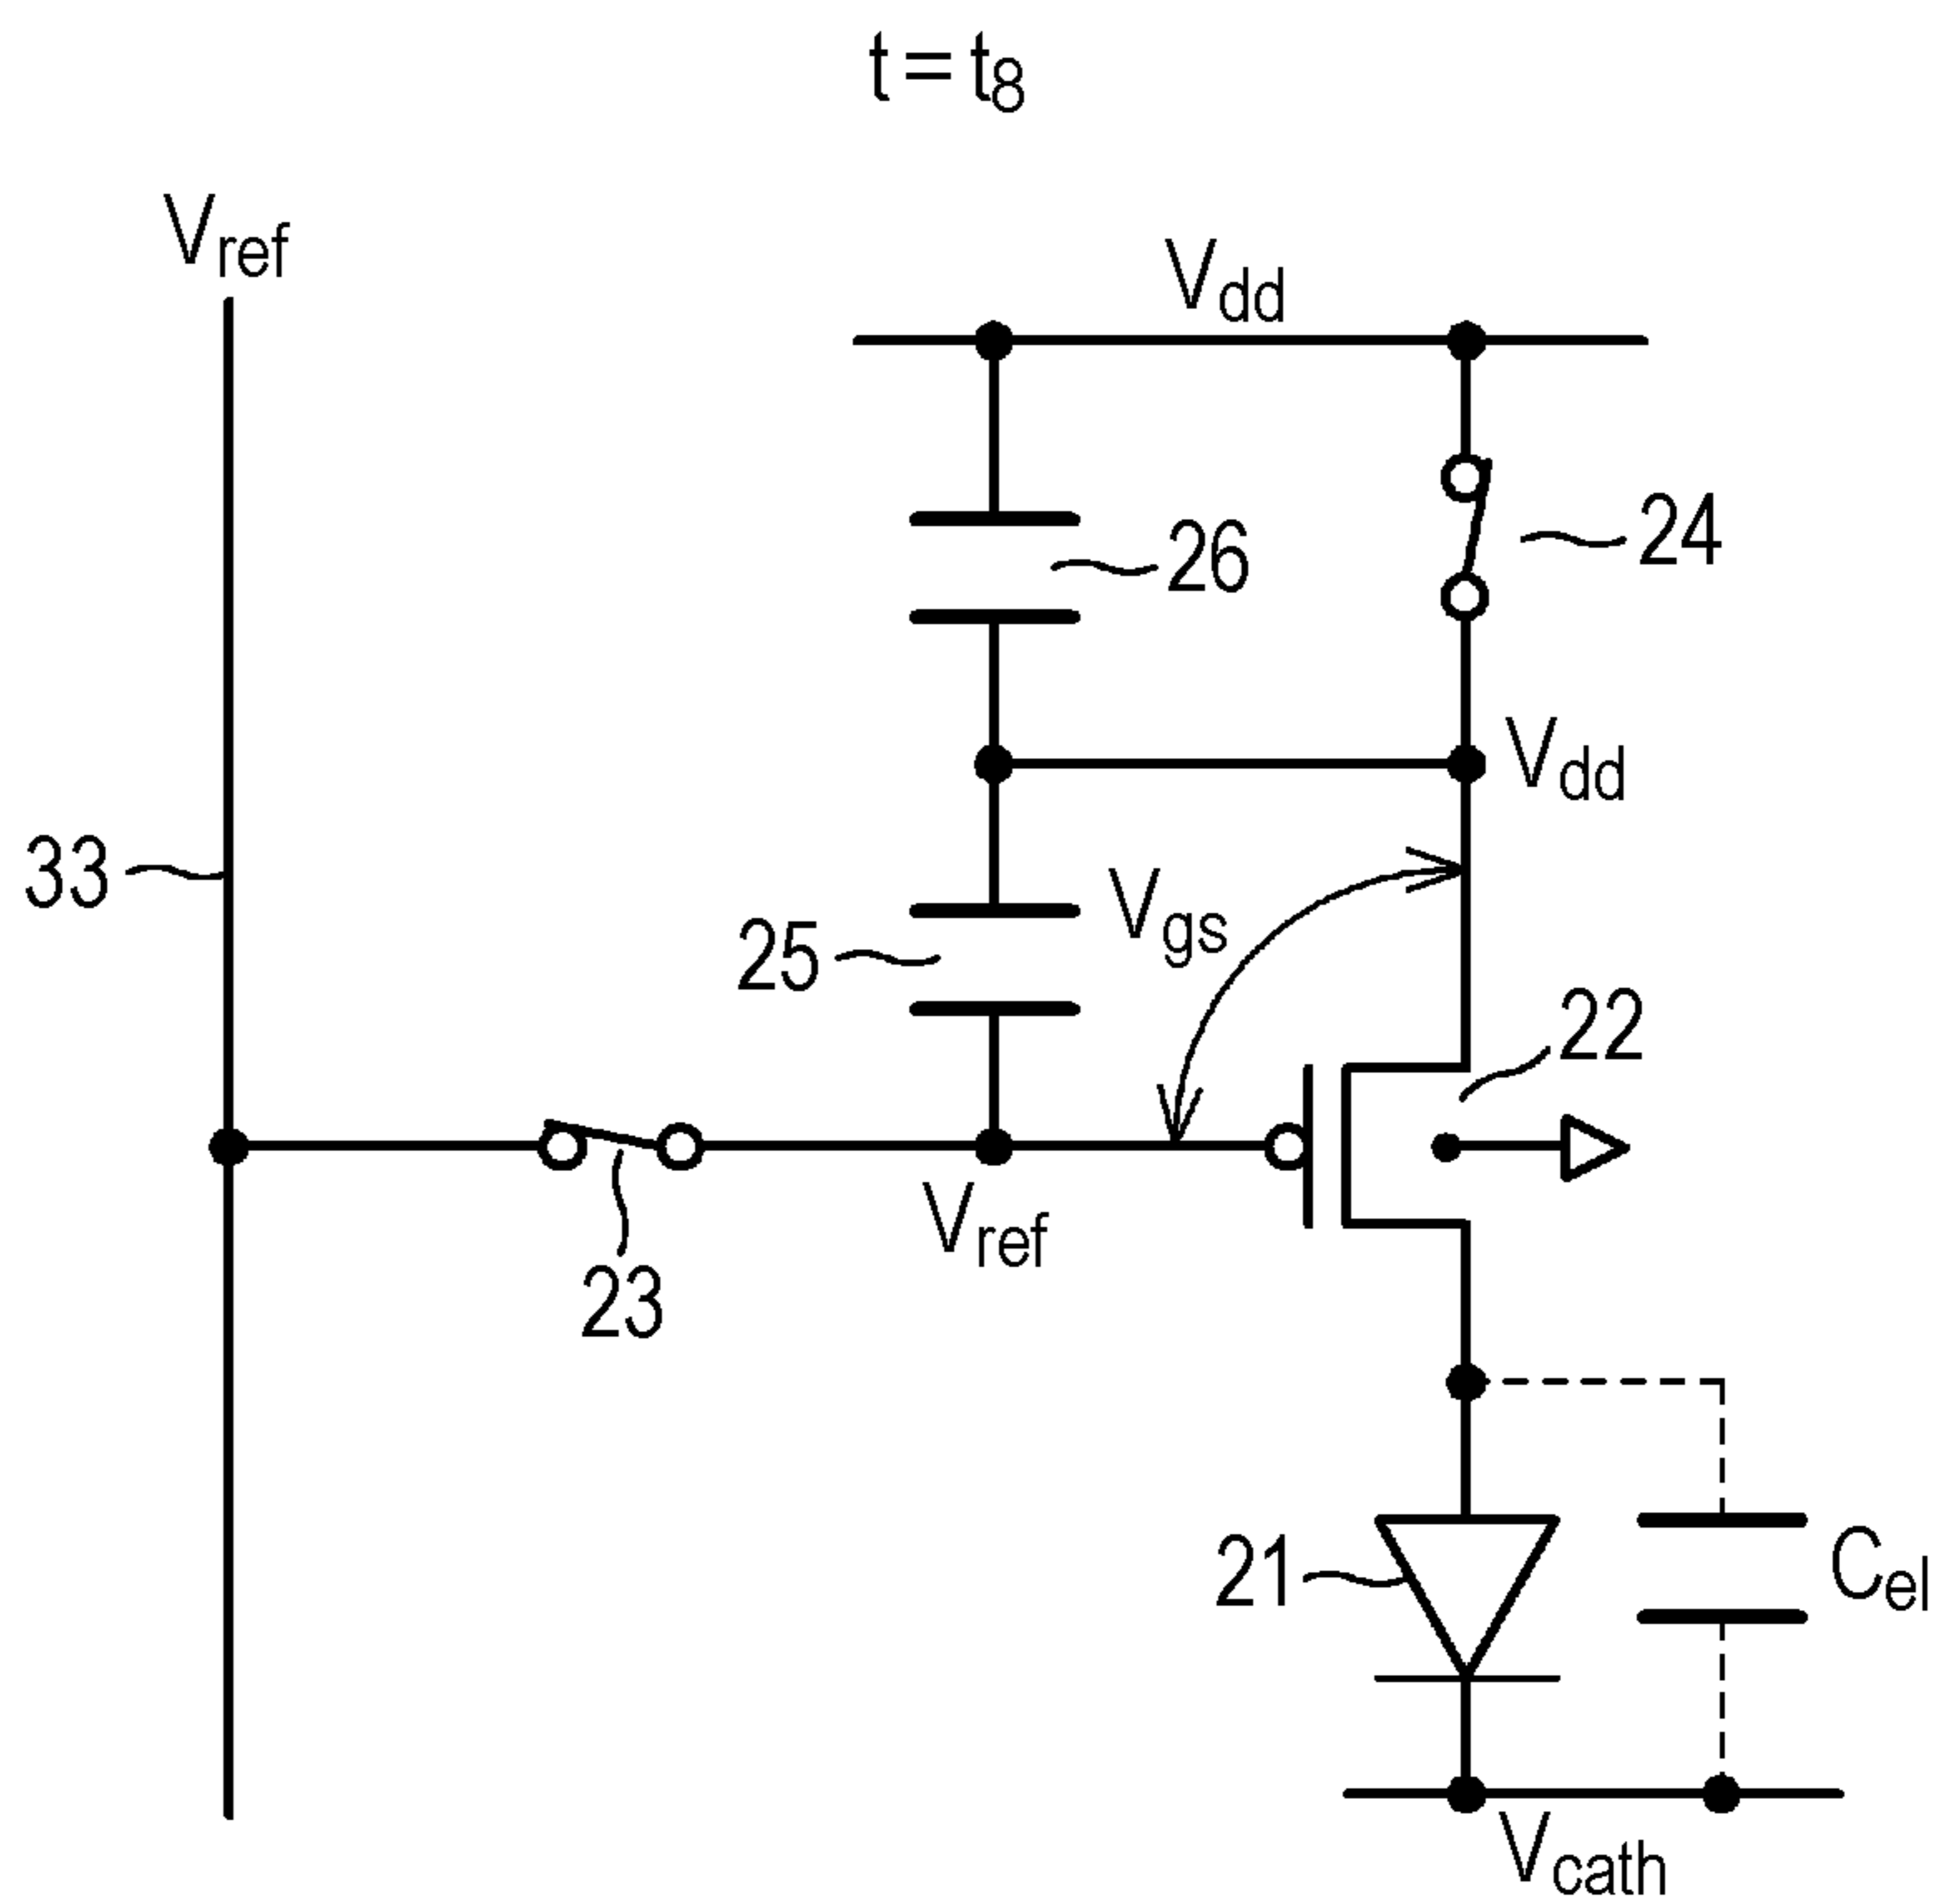 t = t8
Vref
Vdd
24
26
Vdd
33
Vgs
25
22
Vref
23
21
Cel
Vcath